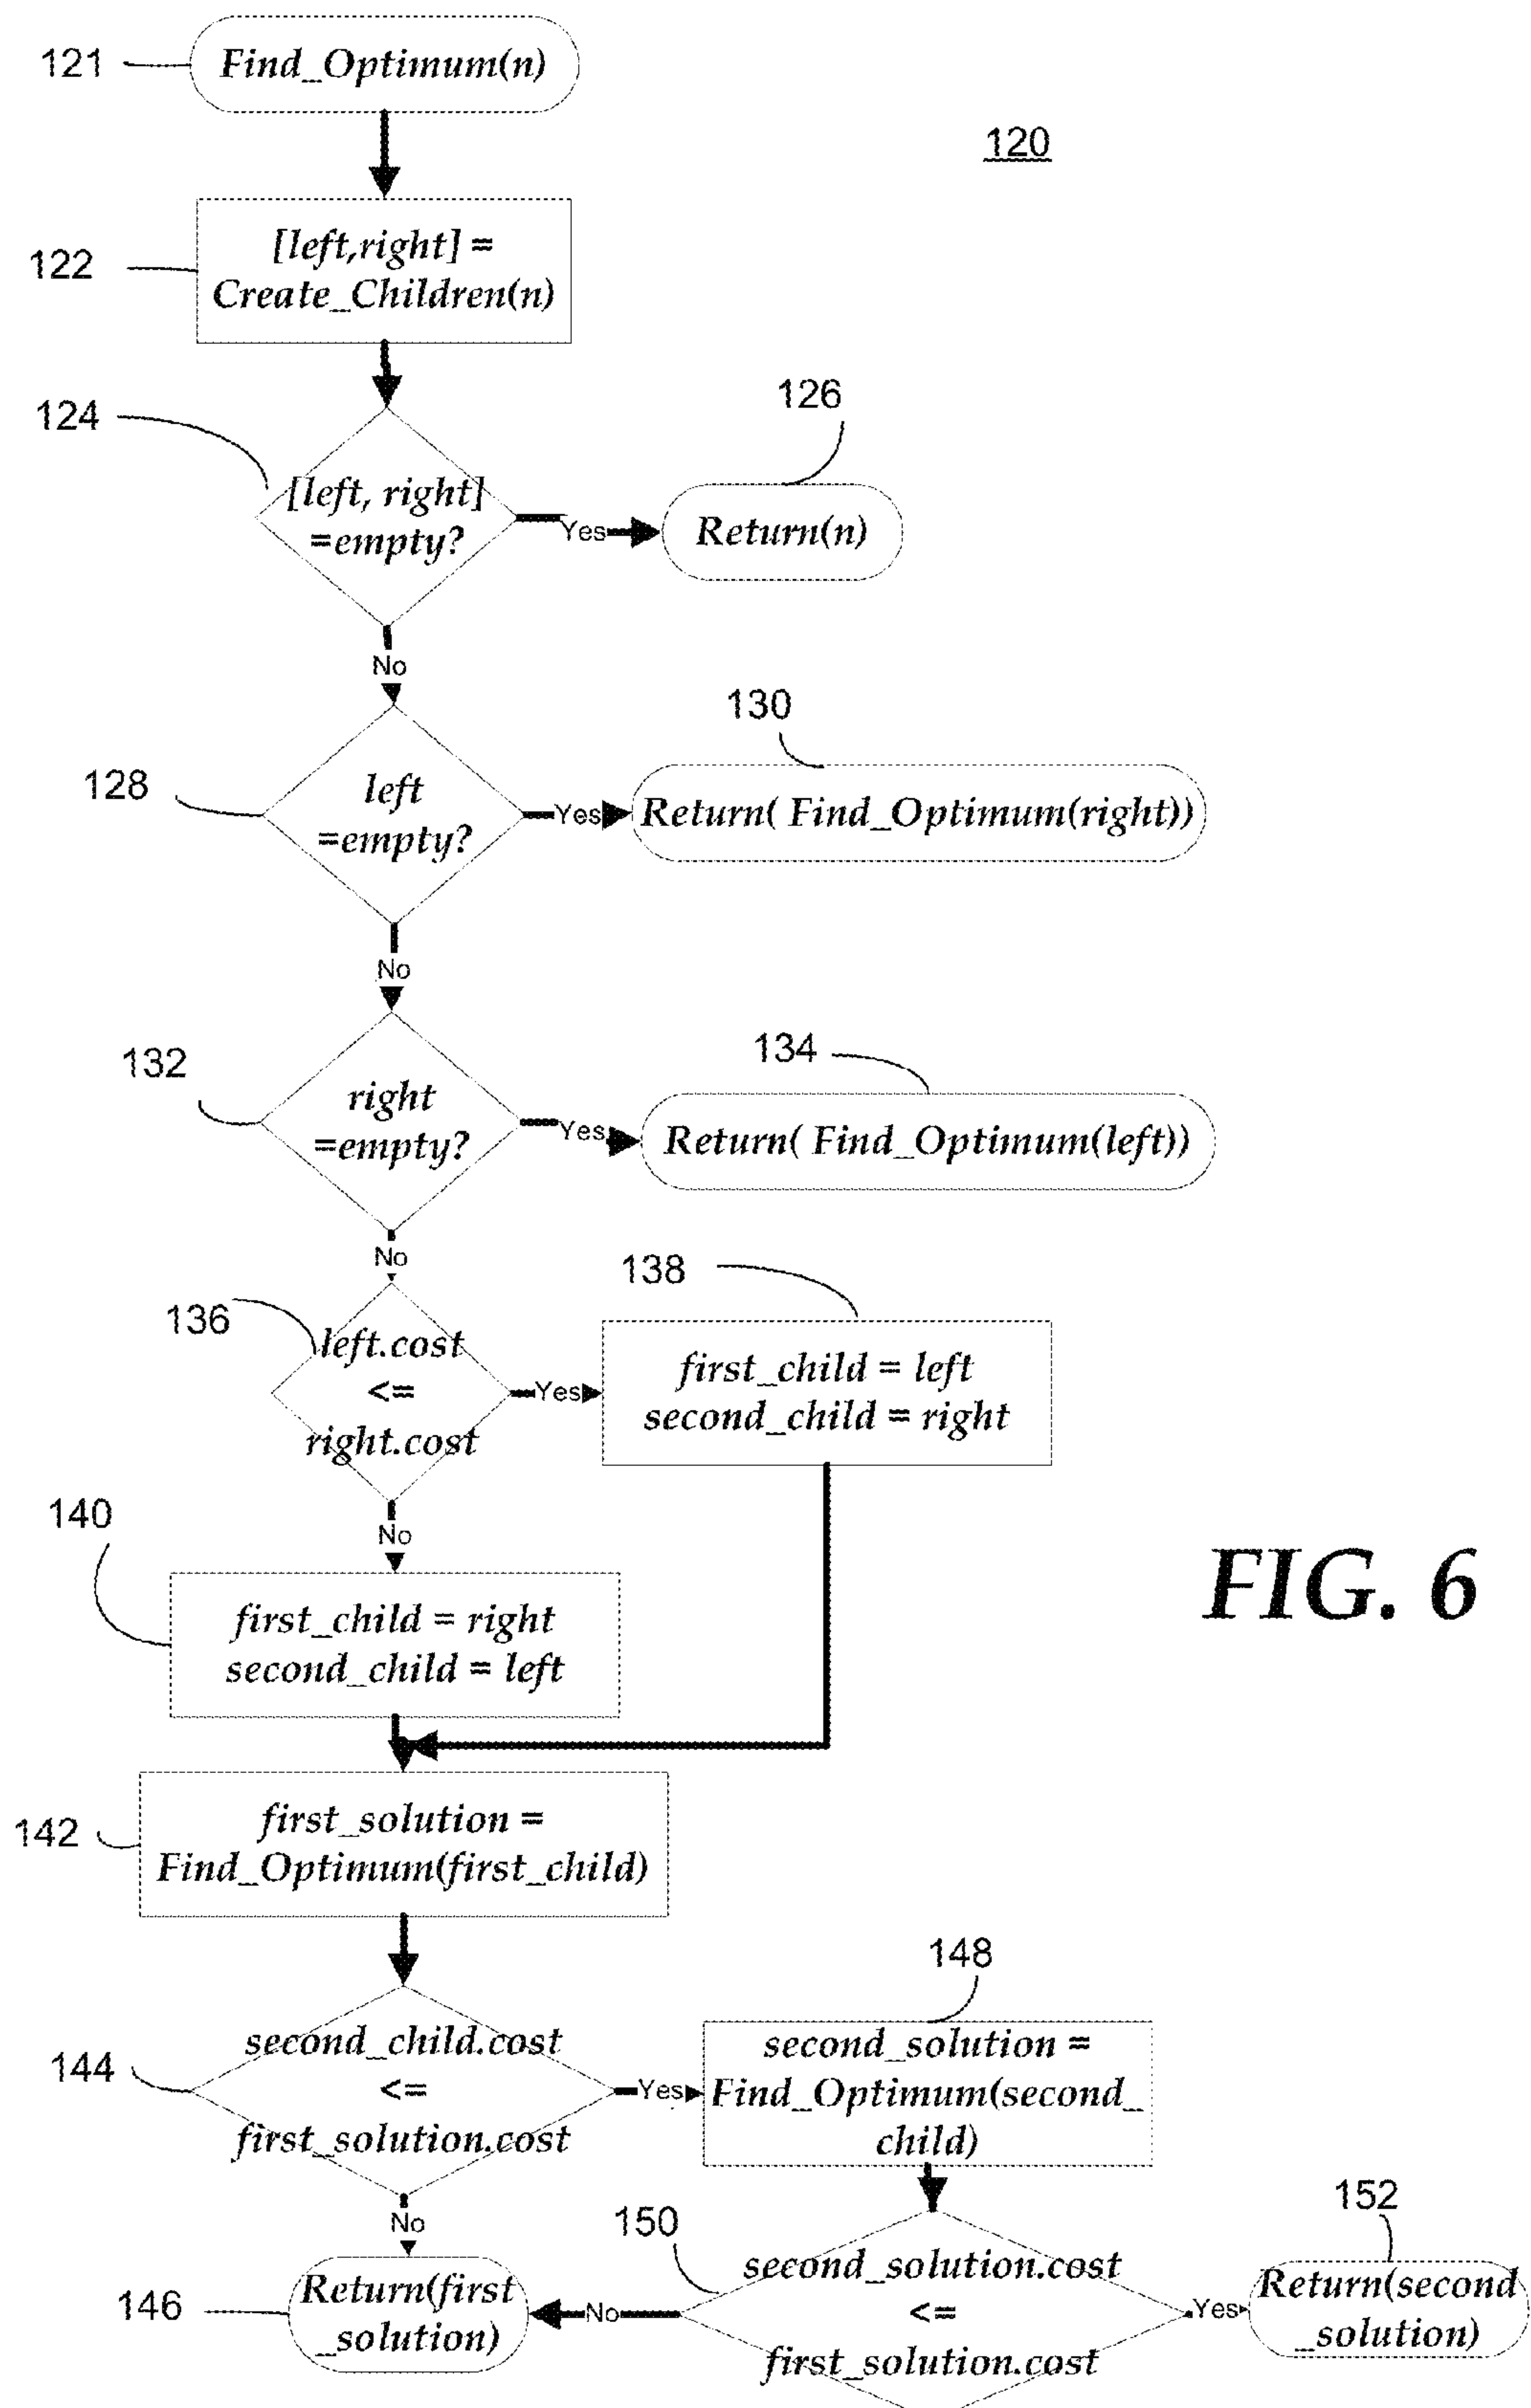 121
Find_Optimum(n)
120
122
[left,right] =
Create_Children(n)
124
[left, right]
=empty?
Yes
126
Return(n)
No
128
left
=empty?
Yes
130
Return( Find_Optimum(right))
No
132
right
=empty?
Yes
134
Return( Find_Optimum(left))
No
136
left.cost
<=
right.cost
Yes
138
first_child = left
second_child = right
No
140
first_child = right
second_child = left
FIG. 6
142
first_solution =
Find_Optimum(first_child)
144
second_child.cost
<=
first_solution.cost
Yes
148
second_solution =
Find_Optimum(second_
child)
No
146
Return(first
_solution)
No
150
second_solution.cost
<=
first_solution.cost
Yes
152
Return(second
_solution)